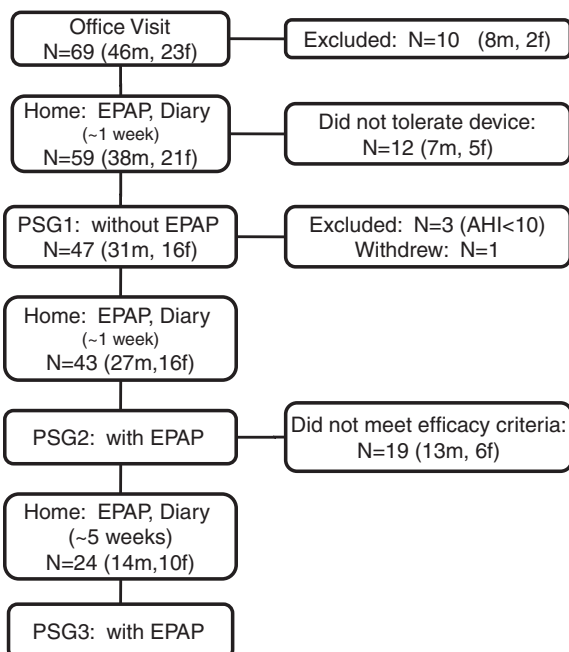 Office Visit
N=69 (46m, 23f)
Excluded: N=10 (8m, 2f)
Home: EPAP, Diary
(~1 week)
N=59 (38m, 21f)
Did not tolerate device:
N=12 (7m, 5f)
PSG1: without EPAP
N=47 (31m, 16f)
Excluded: N=3 (AHI<10)
Withdrew: N=1
Home: EPAP, Diary
(~1 week)
N=43 (27m,16f)
PSG2: with EPAP
Did not meet efficacy criteria:
N=19 (13m, 6f)
Home: EPAP, Diary
(~5 weeks)
N=24 (14m,10f)
PSG3: with EPAP